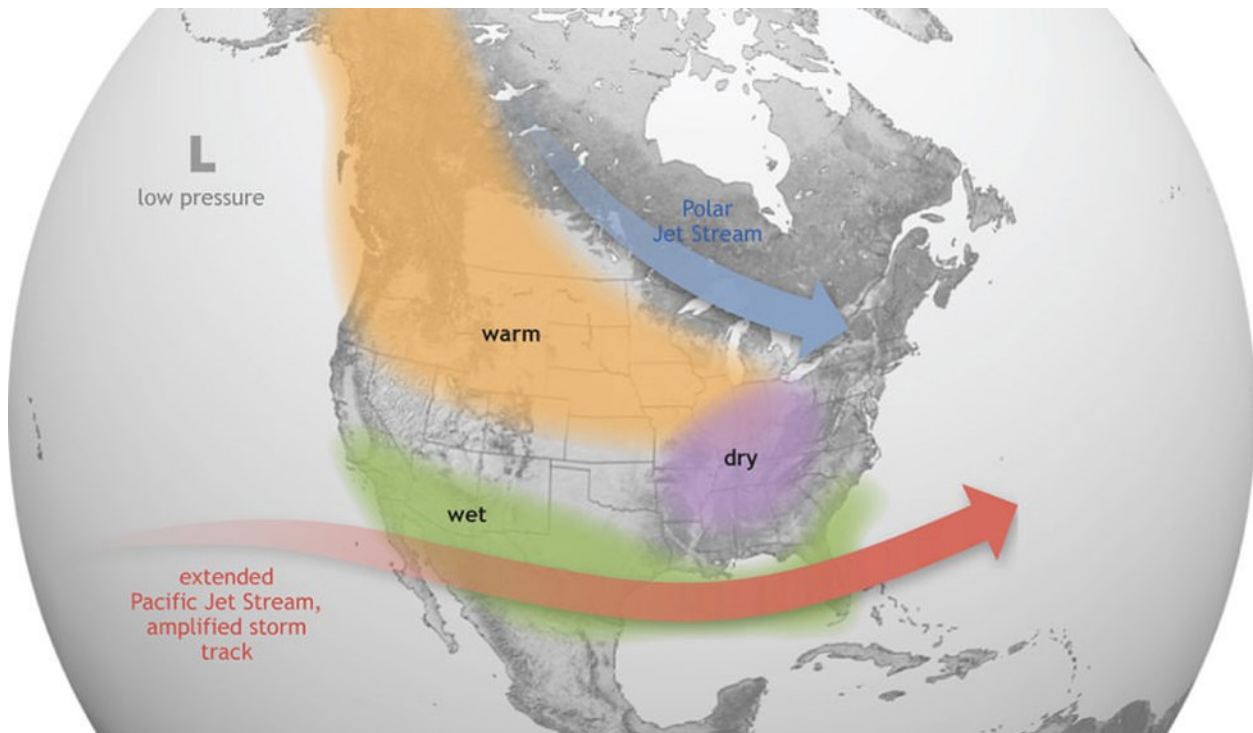 L
low pressure
Polar
Jet Stream
warm
dry
wet
extended
Pacific Jet Stream,
amplified storm
track